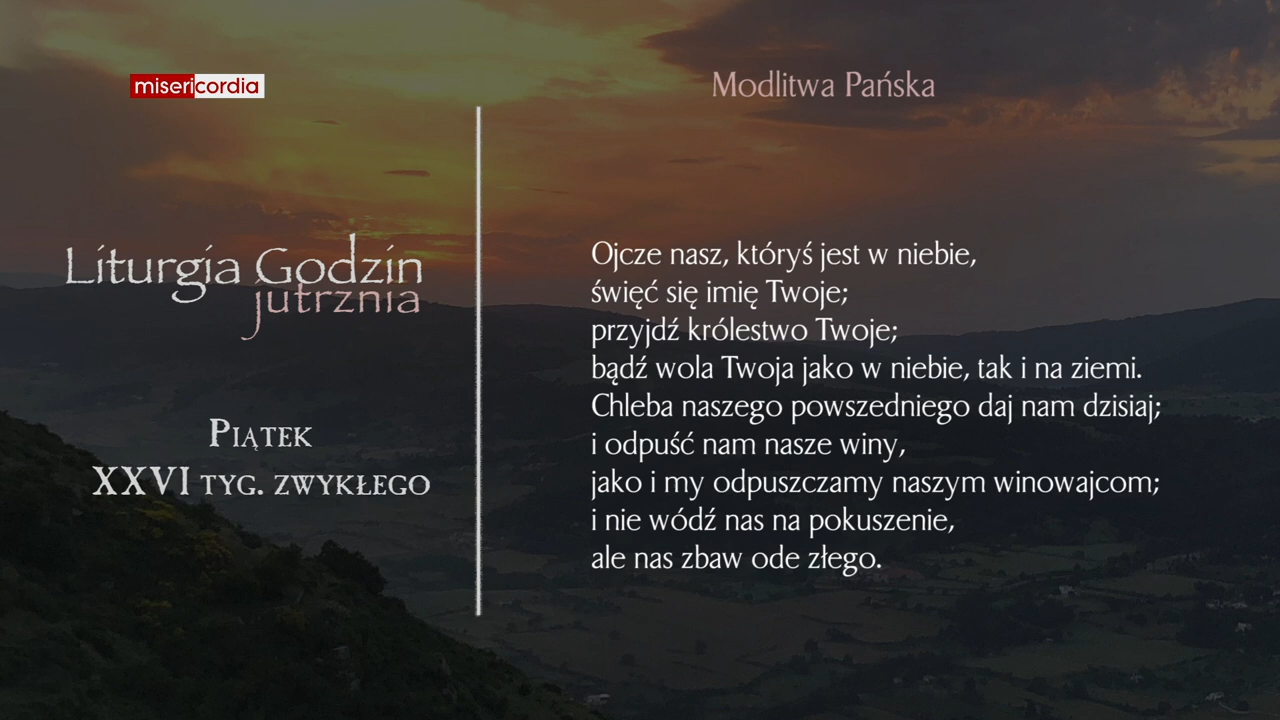 misericordia
Liturgia Godzin
jutrznia
Piątek
XXVI tyg. zwykłego
Modlitwa Pańska
Ojcze nasz, któryś jest w niebie,
święć się imię Twoje;
przyjdź królestwo Twoje;
bądź wola Twoja jako w niebie, tak i na ziemi.
Chleba naszego powszedniego daj nam dzisiaj;
i odpuść nam nasze winy,
jako i my odpuszczamy naszym winowajcom;
i nie wódź nas na pokuszenie,
ale nas zbaw ode złego.